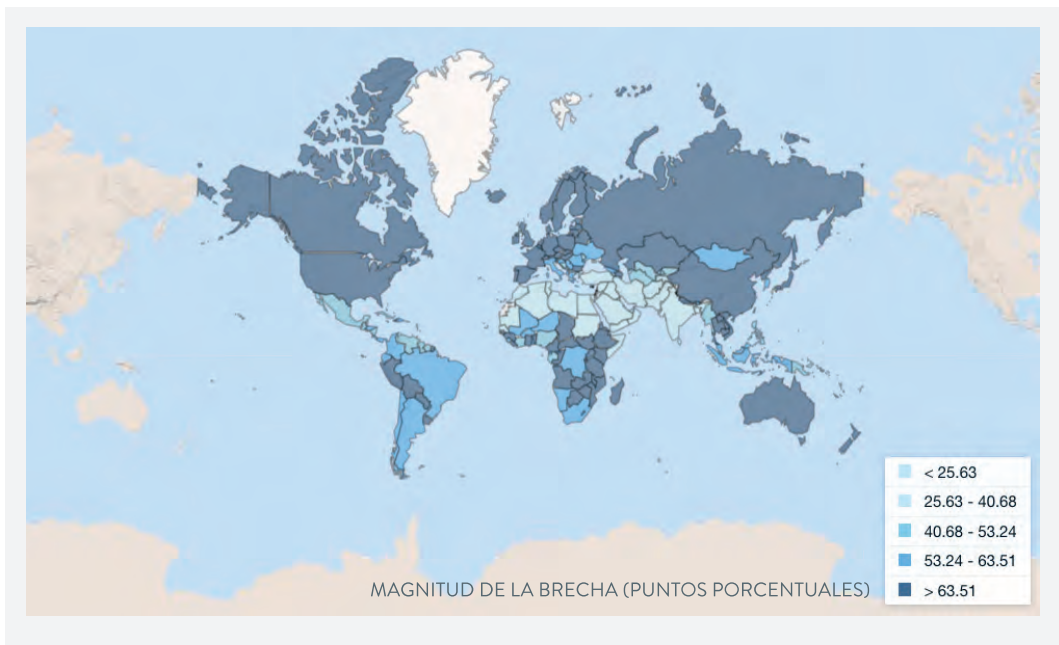 < 25.63
25.63 - 40.68
40.68 - 53.24
53.24 - 63.51
> 63.51
MAGNITUD DE LA BRECHA (PUNTOS PORCENTUALES)